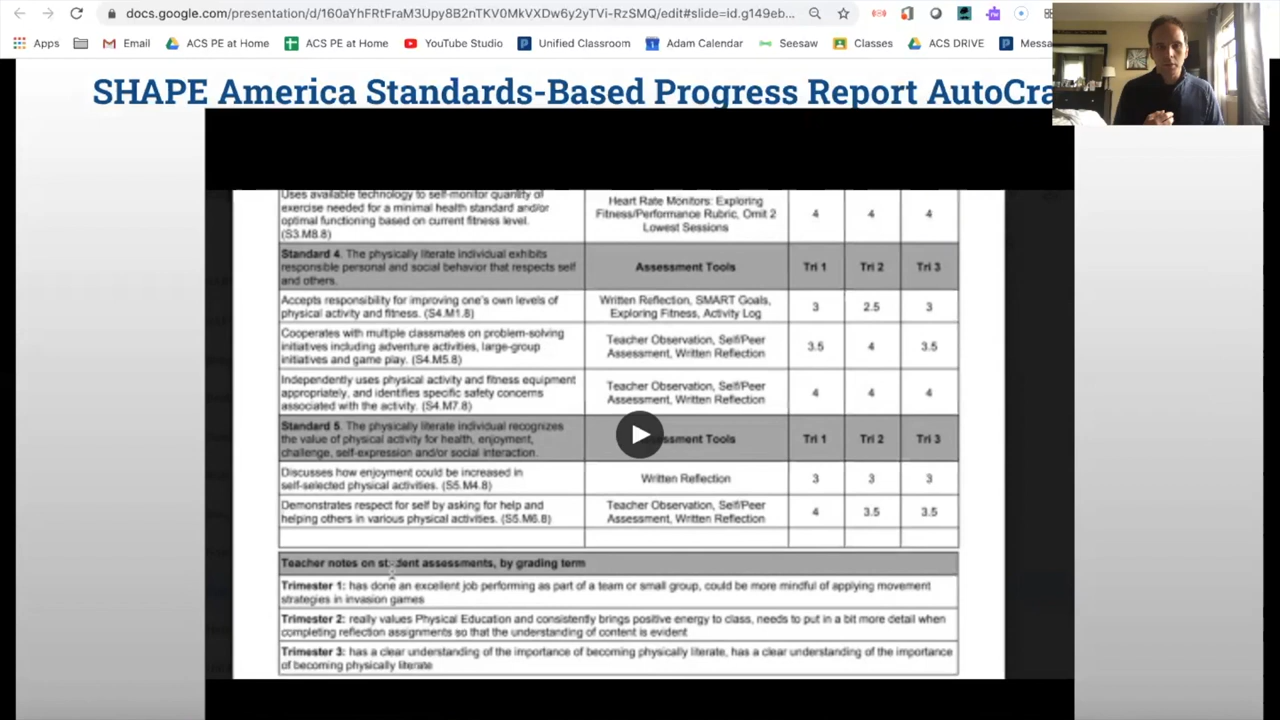 docs.google.com/presentation/d/160aYhFRtFraM3Upy8B2nTKV0MkVXDw6y2yTVi-RzSMQ/edit#slide=id.g149eb...
Apps Email ACS PE at Home ACS PE at Home YouTube Studio Unified Classroom Adam Calendar Seesaw Classes ACS DRIVE Messa
SHAPE America Standards-Based Progress Report AutoCra
Uses available technology to self-monitor quantity of
exercise needed for a minimal health standard and/or
optimal functioning based on current fitness level.
(S3.M8.8)
Heart Rate Monitors: Exploring
Fitness/Performance Rubric, Omit 2
Lowest Sessions
4 4 4
Standard 4. The physically literate individual exhibits
responsible personal and social behavior that respects self
and others.
Assessment Tools Tri 1 Tri 2 Tri 3
Accepts responsibility for improving one's own levels of
physical activity and fitness. (S4.M1.8)
Written Reflection, SMART Goals,
Exploring Fitness, Activity Log
3 2.5 3
Cooperates with multiple classmates on problem-solving
initiatives including adventure activities, large-group
initiatives and game play. (S4.M5.8)
Teacher Observation, Self/Peer
Assessment, Written Reflection
3.5 4 3.5
Independently uses physical activity and fitness equipment
appropriately, and identifies specific safety concerns
associated with the activity. (S4.M7.8)
Teacher Observation, Self/Peer
Assessment, Written Reflection
4 4 4
Standard 5. The physically literate individual recognizes
the value of physical activity for health, enjoyment,
challenge, self-expression and/or social interaction.
sessment Tools Tri 1 Tri 2 Tri 3
Discusses how enjoyment could be increased in
self-selected physical activities. (S5.M4.8)
Written Reflection
3 3 3
Demonstrates respect for self by asking for help and
helping others in various physical activities. (S5.M6.8)
Teacher Observation, Self/Peer
Assessment, Written Reflection
4 3.5 3.5
Teacher notes on student assessments, by grading term
Trimester 1: has done an excellent job performing as part of a team or small group, could be more mindful of applying movement
strategies in invasion games
Trimester 2: really values Physical Education and consistently brings positive energy to class, needs to put in a bit more detail when
completing reflection assignments so that the understanding of content is evident
Trimester 3: has a clear understanding of the importance of becoming physically literate, has a clear understanding of the importance
of becoming physically literate